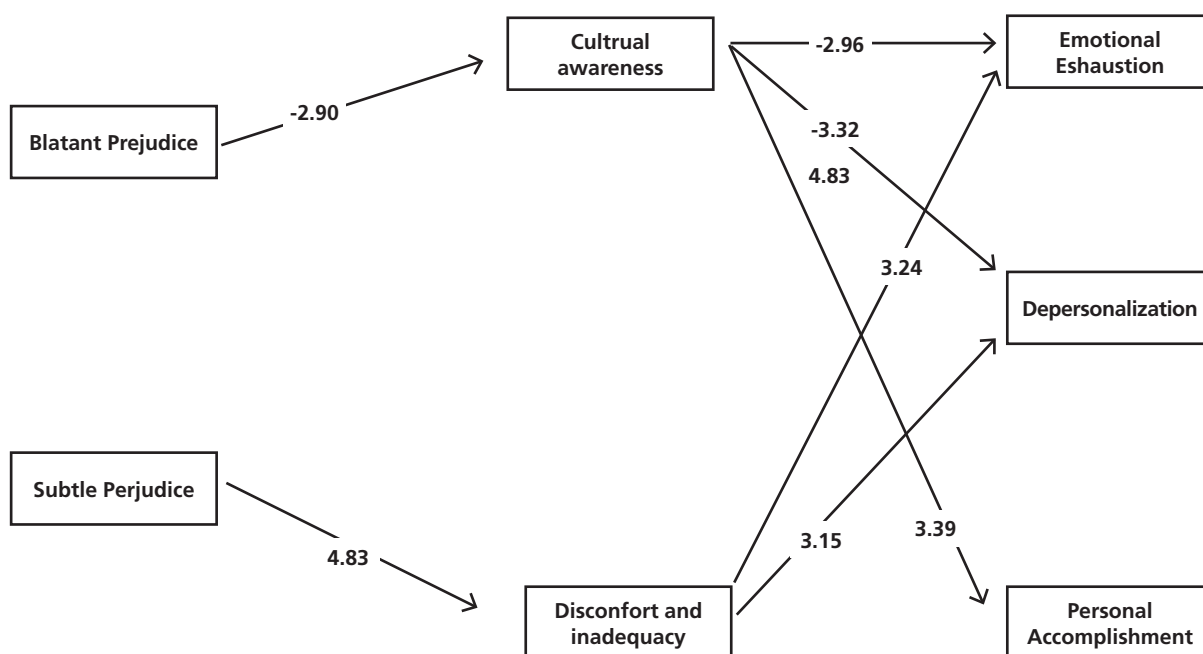 Cultrual
awareness
-2.96
Emotional
Eshaustion
-2.90
Blatant Prejudice
-3.32
4.83
3.24
Depersonalization
Subtle Perjudice
4.83
3.15
3.39
Disconfort and
inadequacy
Personal
Accomplishment